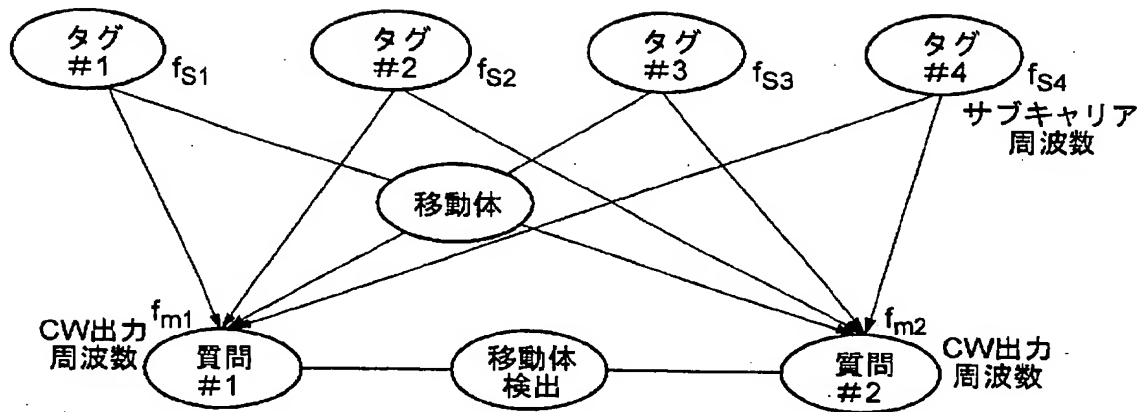 タグ
#1
fS1
タグ
#2
fS2
タグ
#3
fS3
タグ
#4
fS4
サブキャリア
周波数
移動体
CW出力
周波数
fm1
質問
#1
移動体
検出
fm2
質問
#2
CW出力
周波数